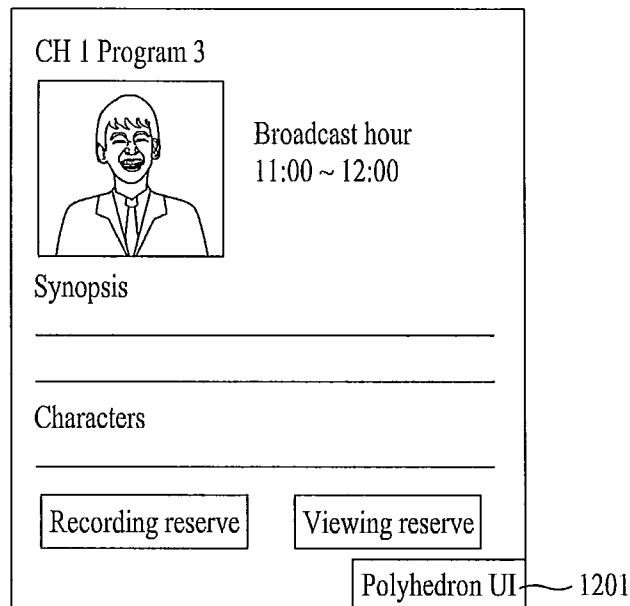 CH 1 Program 3
Broadcast hour
11:00 ~ 12:00
Synopsis
Characters
Recording reserve
Viewing reserve
Polyhedron UI
1201